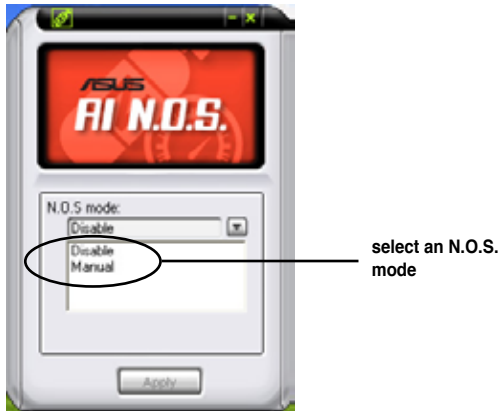 ASUS
AI N.O.S.
N.O.S mode:
Disable
Disable
Manual
select an N.O.S.
mode
Apply